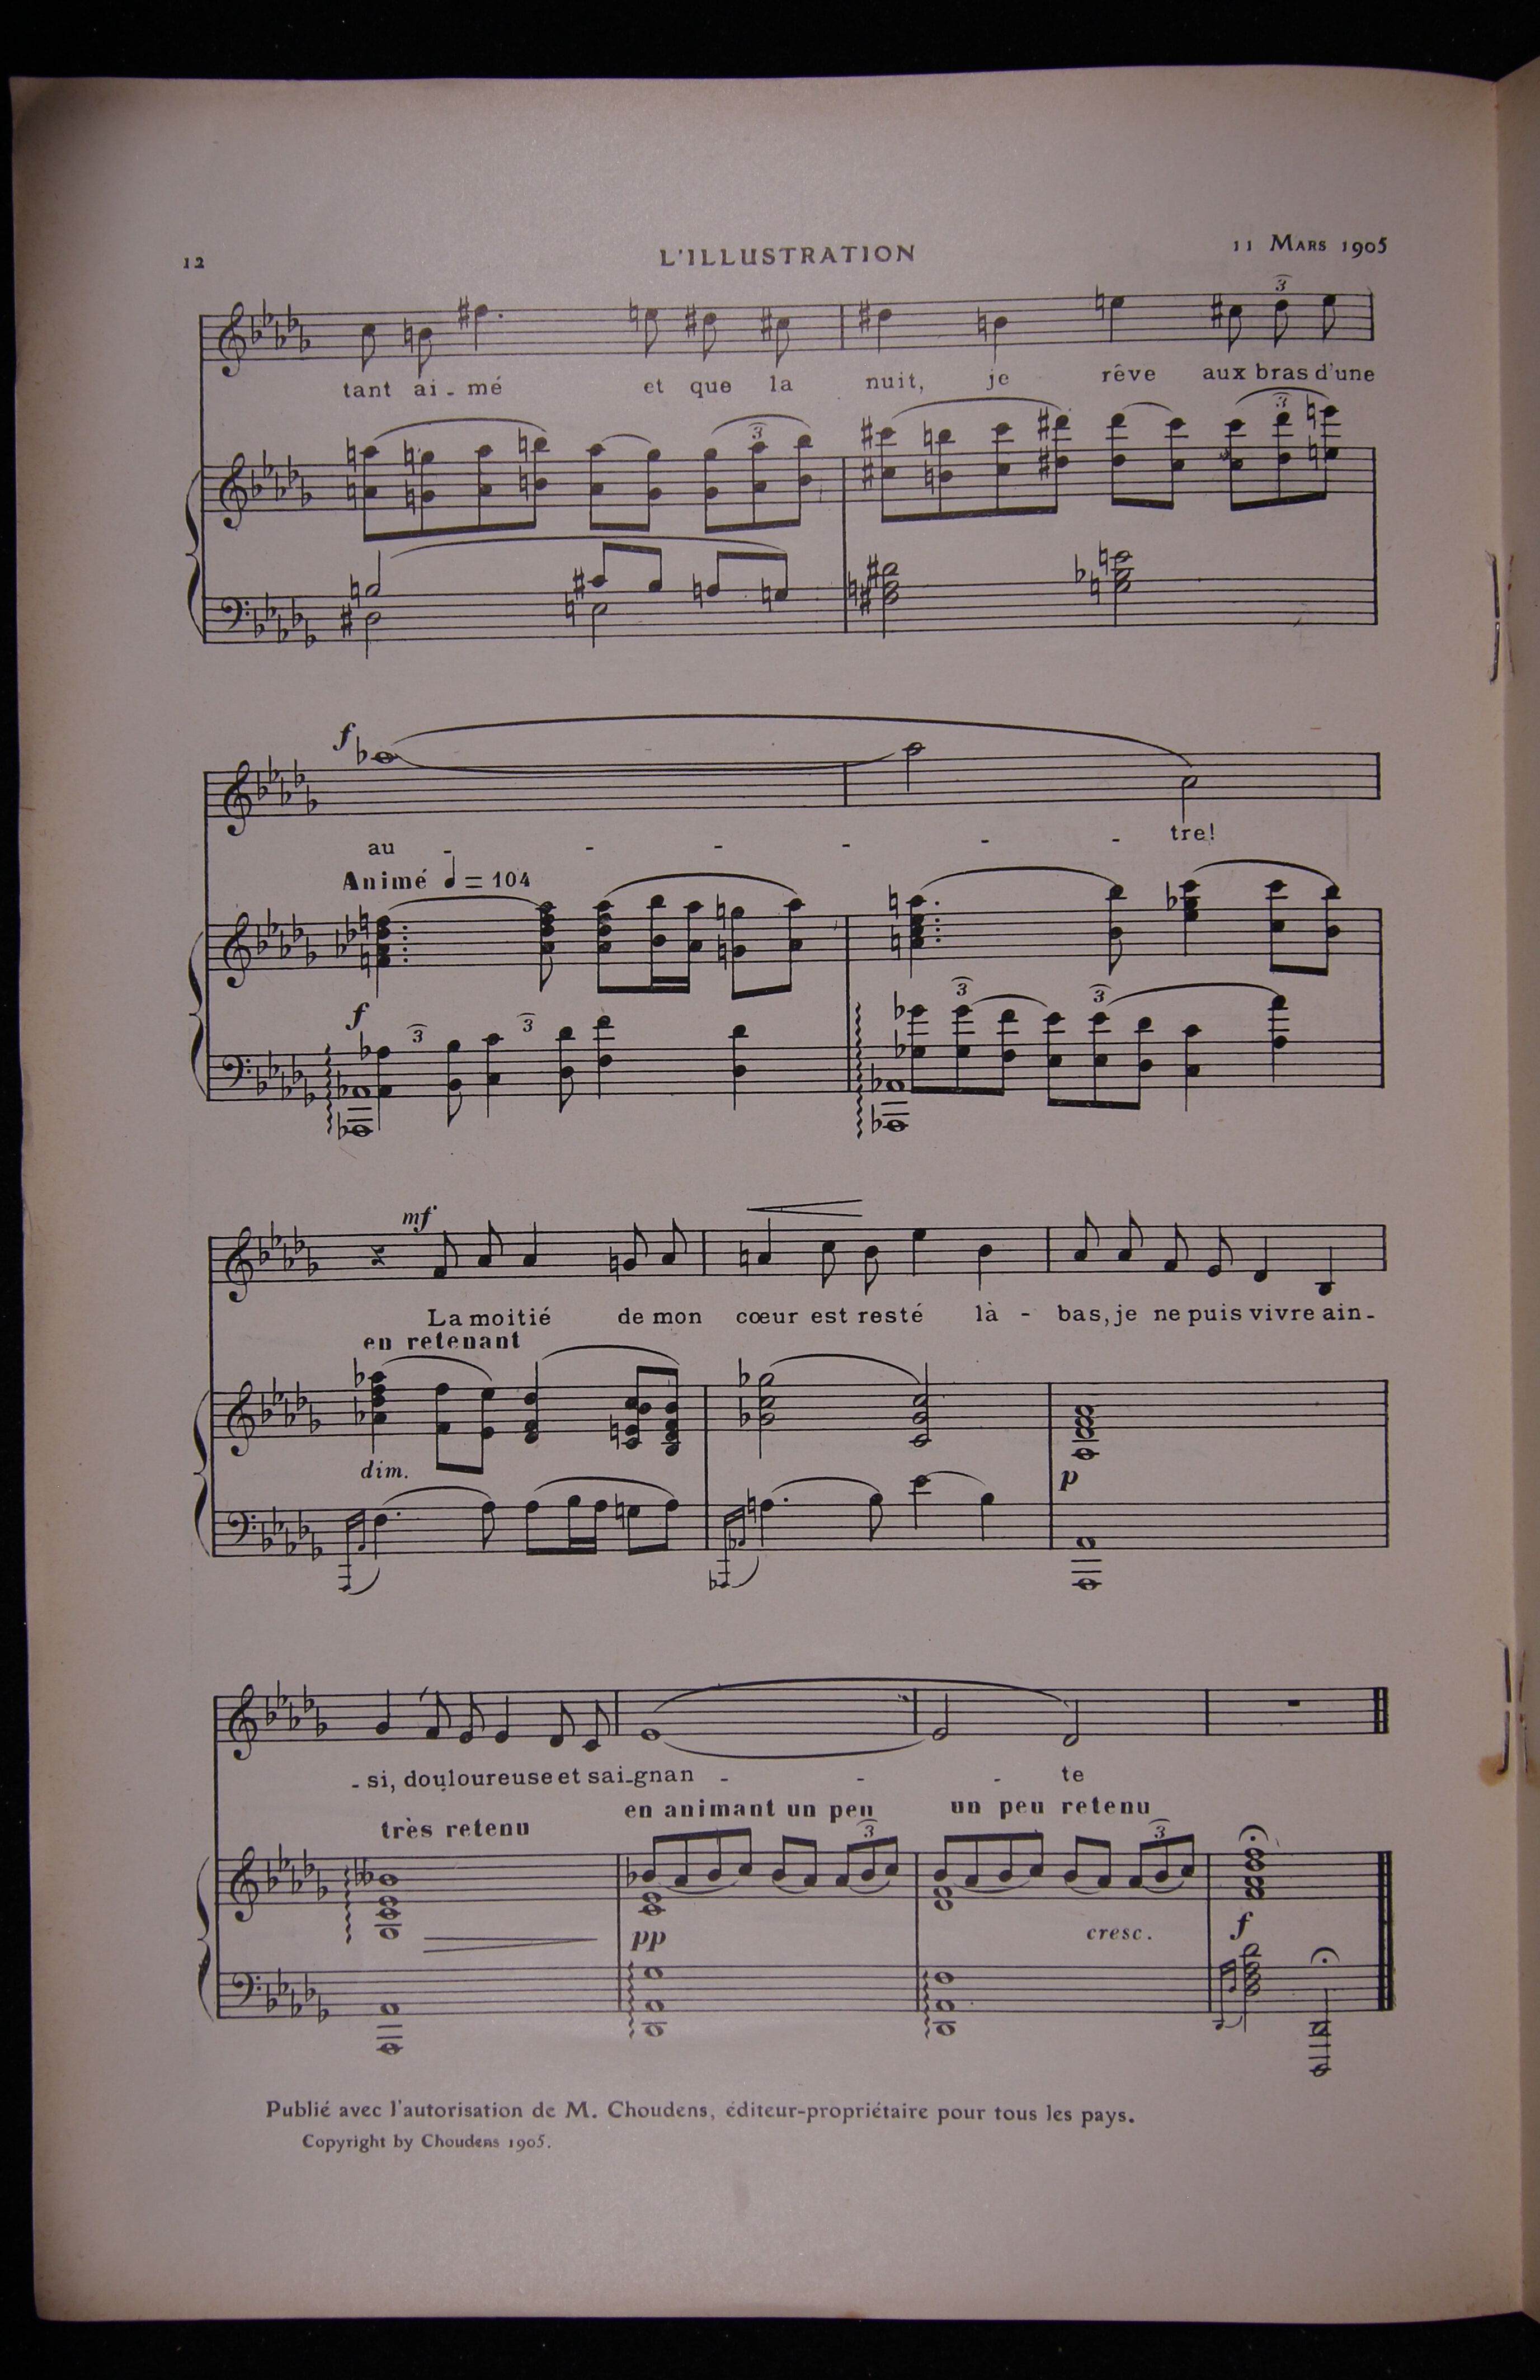 12
L'ILLUSTRATION
11 Mars 1905
3
tant ai - mé et que la nuit, je rêve aux bras d'une
3 3
f
au - - - - - - tre!
Animé ♩ = 104
f 3 3 3 3
mf
La moitié de mon cœur est resté là - bas, je ne puis vivre ain -
en retenant
dim. p
- si, douloureuse et sai-gnan - - - te
très retenu en animant un peu un peu retenu
3 3
pp cresc. f
Publié avec l'autorisation de M. Choudens, éditeur-propriétaire pour tous les pays.
Copyright by Choudens 1905.